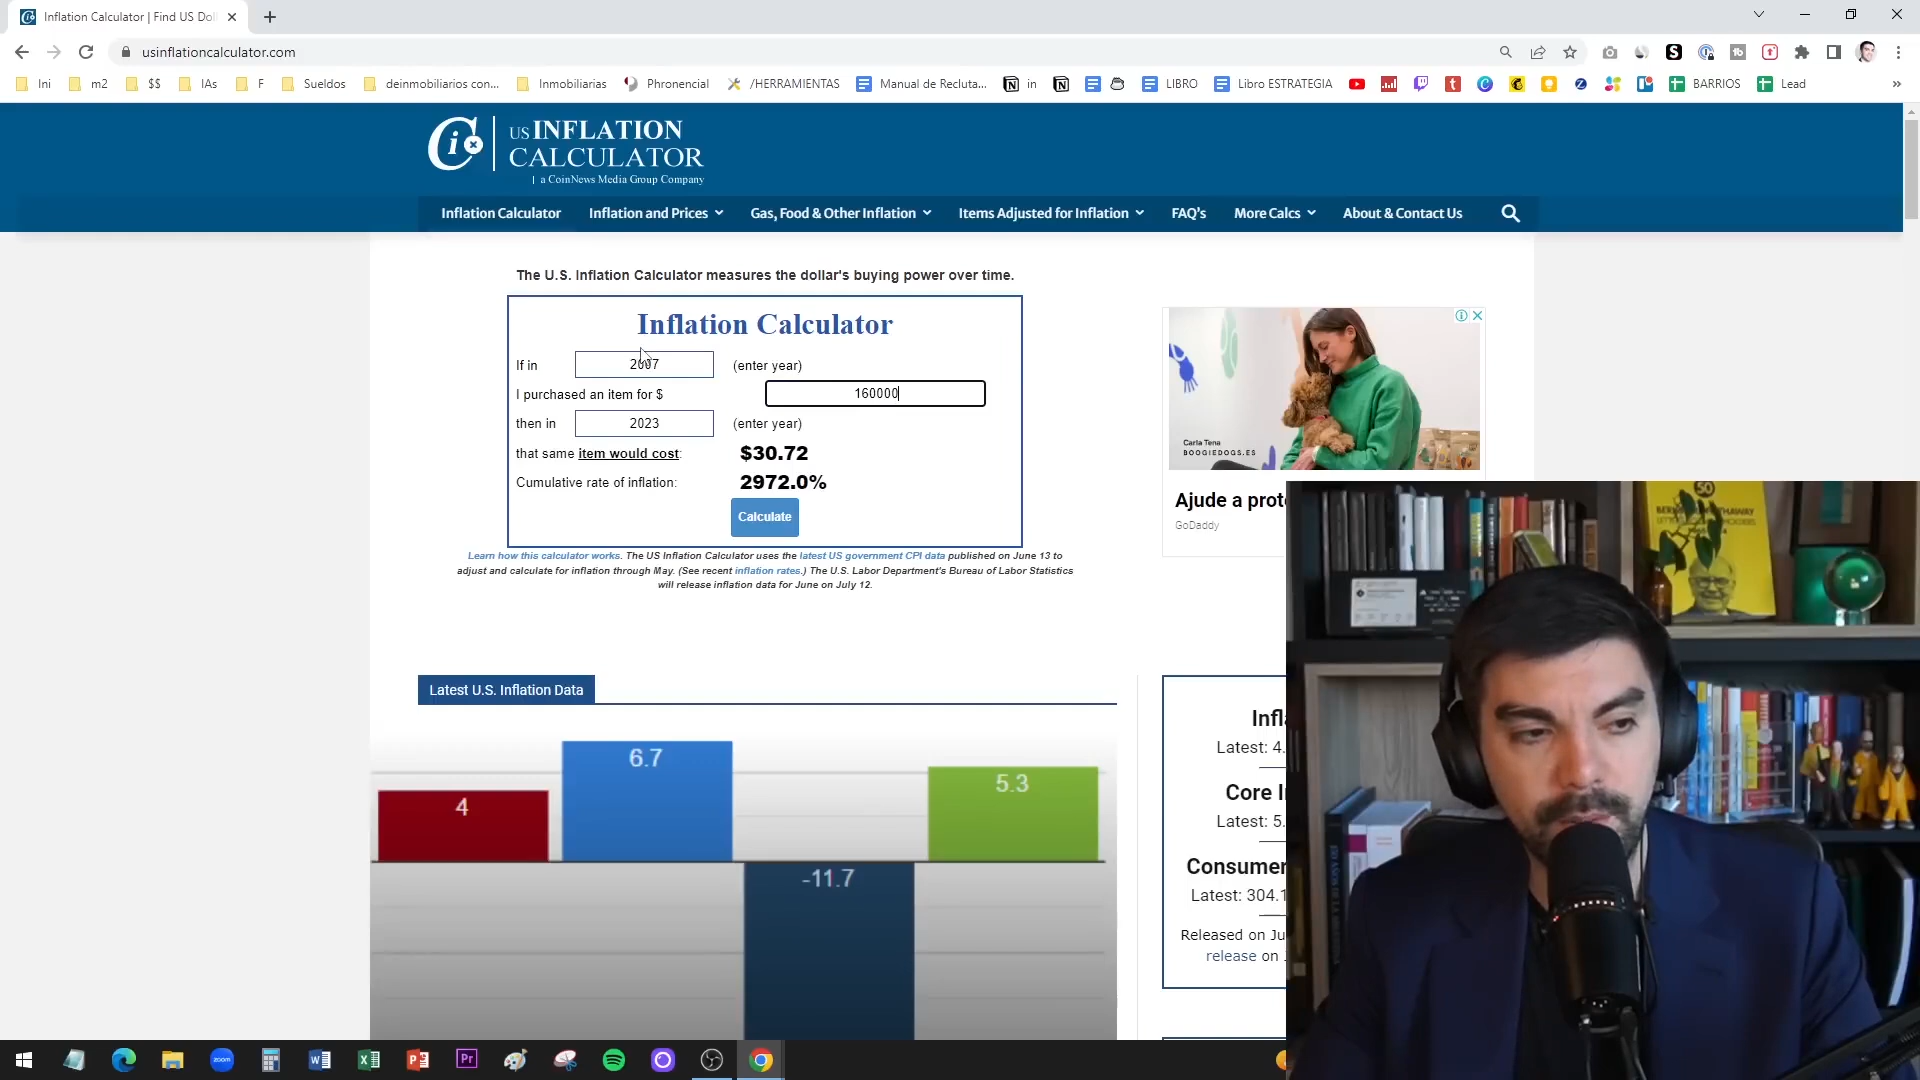 Inflation Calculator | Find US Dol
usinflationcalculator.com
Ini
m2
$$
IAs
F
Sueldos
deinmobiliarios con...
Inmobiliarias
Phronencial
/HERRAMIENTAS
Manual de Recluta...
in
LIBRO
Libro ESTRATEGIA
BARRIOS
Lead
US INFLATION
CALCULATOR
| a CoinNews Media Group Company
Inflation Calculator
Inflation and Prices
Gas, Food & Other Inflation
Items Adjusted for Inflation
FAQ's
More Calcs
About & Contact Us
The U.S. Inflation Calculator measures the dollar's buying power over time.
Inflation Calculator
If in 2007 (enter year)
I purchased an item for $ 160000
then in 2023 (enter year)
that same item would cost: $30.72
Cumulative rate of inflation: 2972.0%
Calculate
Learn how this calculator works. The US Inflation Calculator uses the latest US government CPI data published on June 13 to
adjust and calculate for inflation through May. (See recent inflation rates.) The U.S. Labor Department's Bureau of Labor Statistics
will release inflation data for June on July 12.
Carla Tena
BOOGIEDOGS.ES
Ajude a prot
GoDaddy
Latest U.S. Inflation Data
4
6.7
-11.7
5.3
Infl
Latest: 4.
Core I
Latest: 5.
Consumer
Latest: 304.1
Released on Ju
release on
50
zoom
Pr